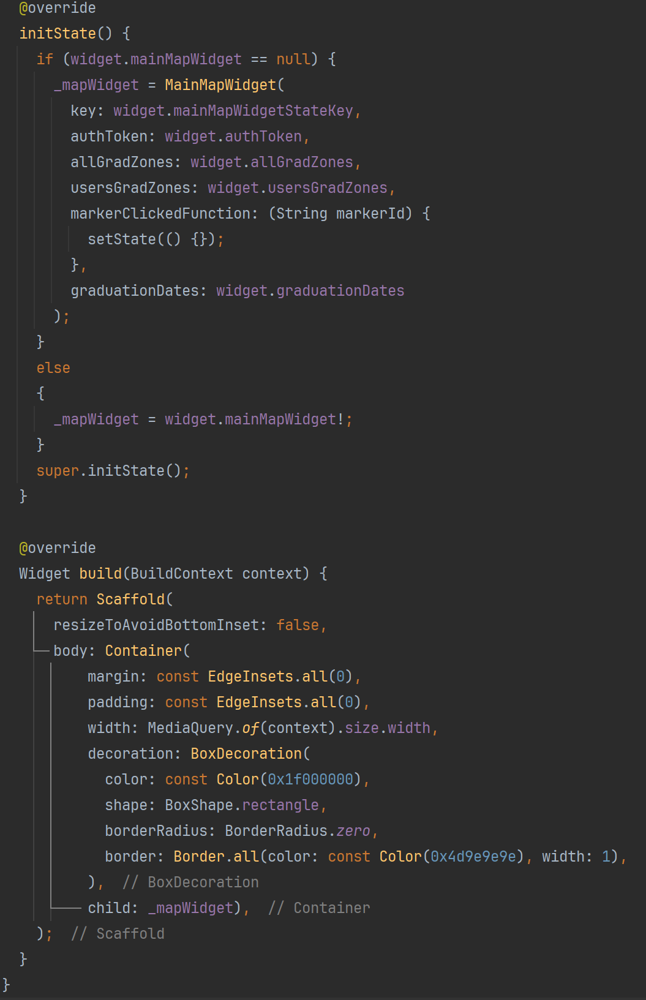 @override
initState() {
  if (widget.mainMapWidget == null) {
    _mapWidget = MainMapWidget(
      key: widget.mainMapWidgetStateKey,
      authToken: widget.authToken,
      allGradZones: widget.allGradZones,
      usersGradZones: widget.usersGradZones,
      markerClickedFunction: (String markerId) {
        setState(() {});
      },
      graduationDates: widget.graduationDates
    );
  }
  else
  {
    _mapWidget = widget.mainMapWidget!;
  }
  super.initState();
}

@override
Widget build(BuildContext context) {
  return Scaffold(
    resizeToAvoidBottomInset: false,
    body: Container(
        margin: const EdgeInsets.all(0),
        padding: const EdgeInsets.all(0),
        width: MediaQuery.of(context).size.width,
        decoration: BoxDecoration(
          color: const Color(0x1f000000),
          shape: BoxShape.rectangle,
          borderRadius: BorderRadius.zero,
          border: Border.all(color: const Color(0x4d9e9e9e), width: 1),
        ),  // BoxDecoration
        child: _mapWidget),  // Container
  );  // Scaffold
}
}